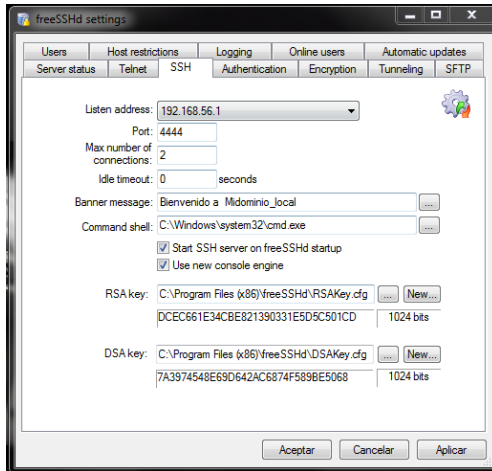 freeSSHd settings
Users Host restrictions Logging Online users Automatic updates
Server status Telnet SSH Authentication Encryption Tunneling SFTP
Listen address: 192.168.56.1
Port: 4444
Max number of
connections: 2
Idle timeout: 0 seconds
Banner message: Bienvenido a Midominio_local ...
Command shell: C:\Windows\system32\cmd.exe ...
Start SSH server on freeSSHd startup
Use new console engine
RSA key: C:\Program Files (x86)\freeSSHd\RSAKey.cfg ... New...
DCEC661E34CBE821390331E5D5C501CD 1024 bits
DSA key: C:\Program Files (x86)\freeSSHd\DSAKey.cfg ... New...
7A3974548E69D642AC6874F589BE5068 1024 bits
Aceptar Cancelar Aplicar